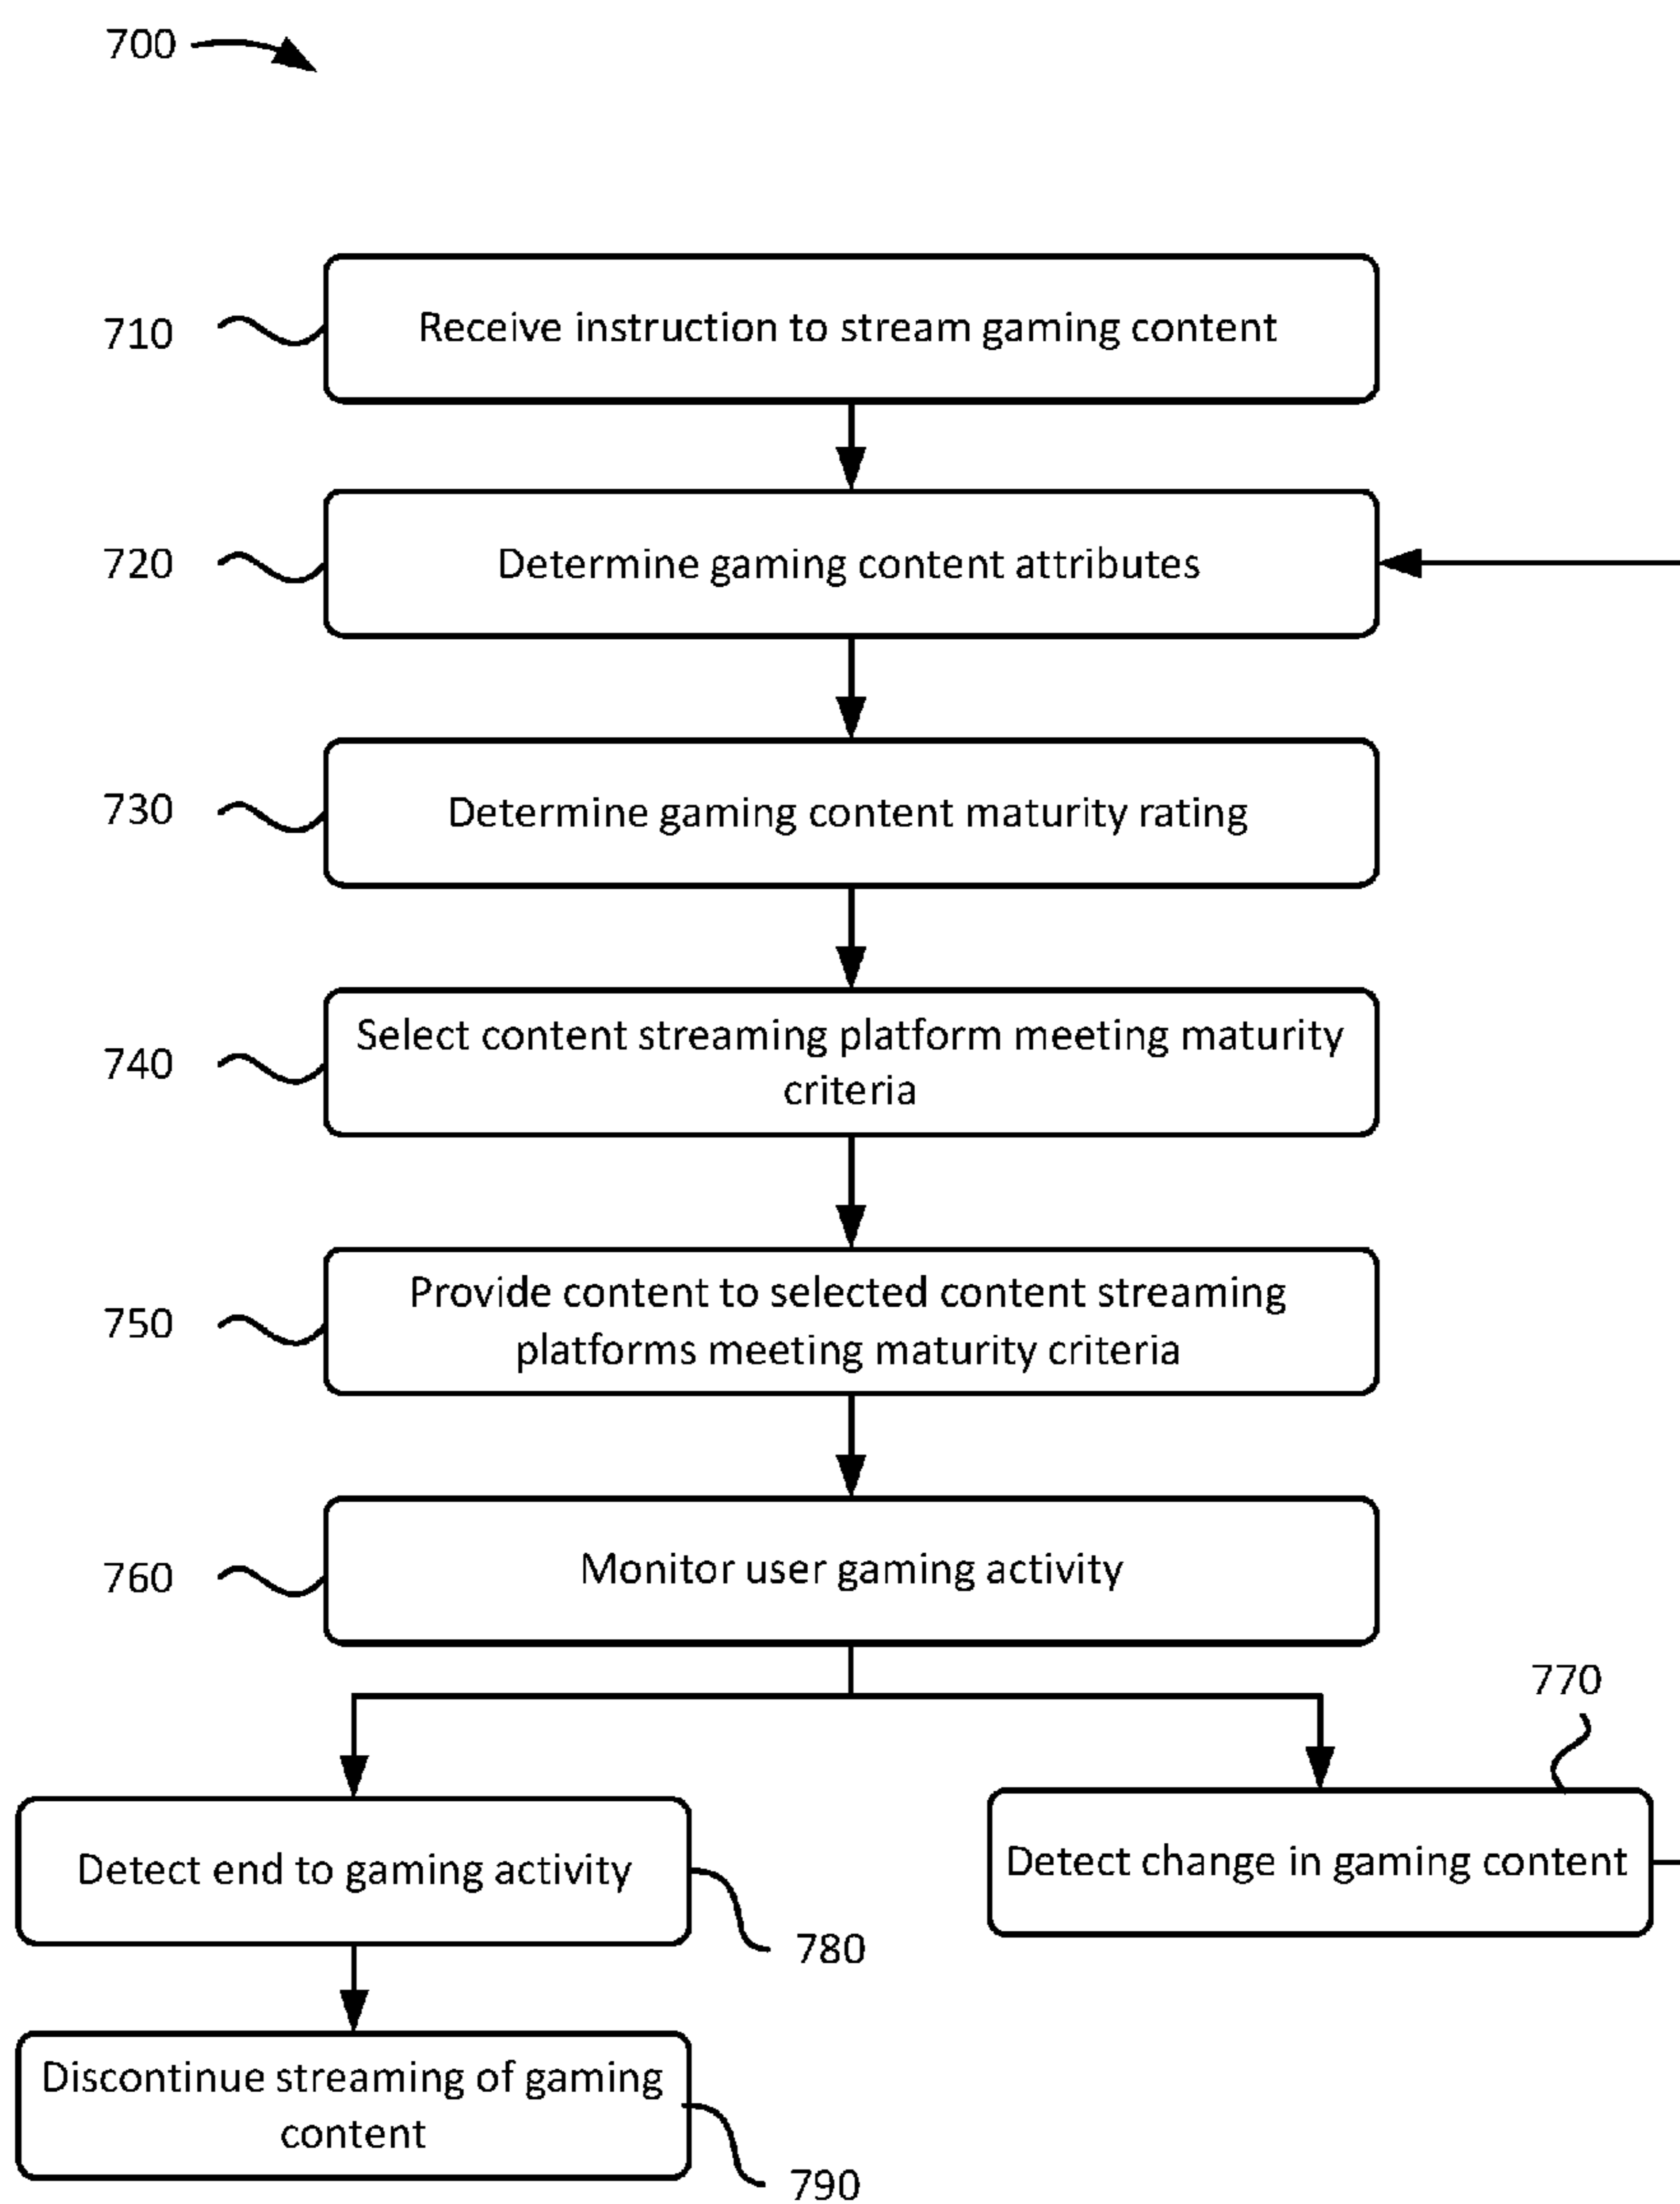 700
710
Receive instruction to stream gaming content
720
Determine gaming content attributes
730
Determine gaming content maturity rating
740
Select content streaming platform meeting maturity
criteria
750
Provide content to selected content streaming
platforms meeting maturity criteria
760
Monitor user gaming activity
770
Detect end to gaming activity
Detect change in gaming content
780
Discontinue streaming of gaming
content
790